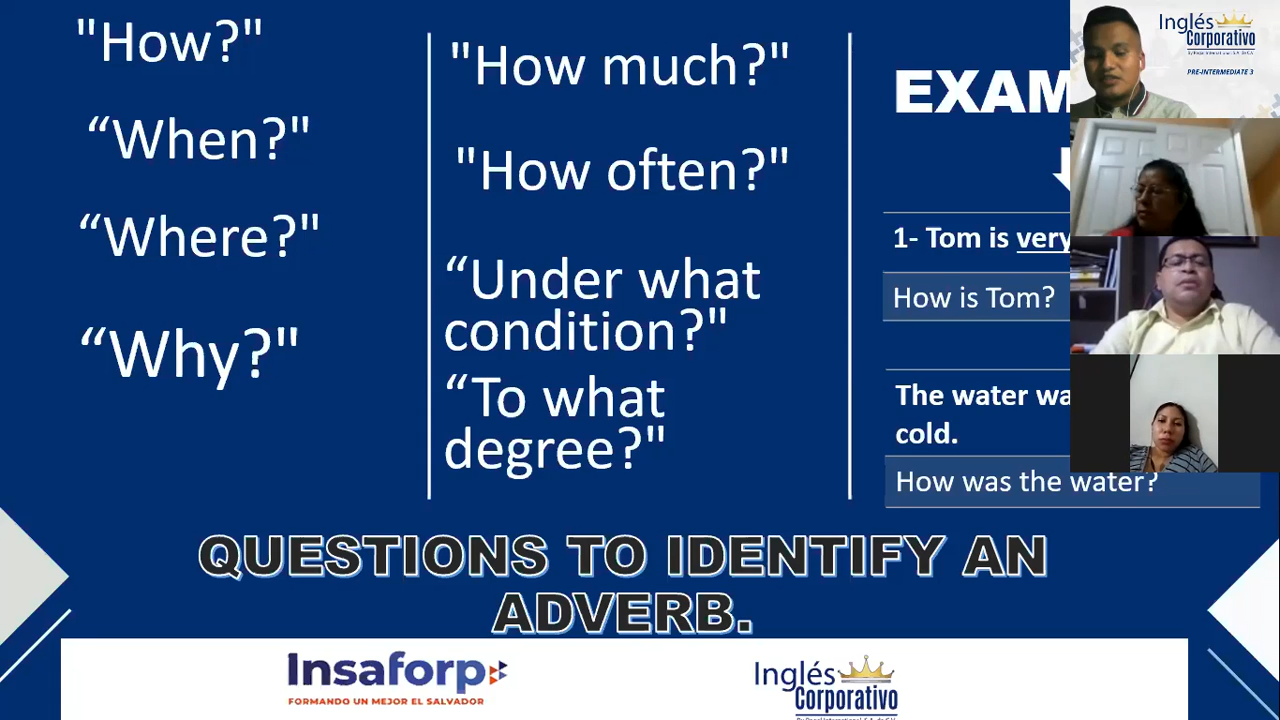 "How?"
“When?"
“Where?"
“Why?"
"How much?"
"How often?"
“Under what
condition?"
“To what
degree?"
EXAM
1- Tom is very
How is Tom?
The water wa
cold.
How was the water?
QUESTIONS TO IDENTIFY AN
ADVERB.
Insaforp
FORMANDO UN MEJOR EL SALVADOR
Inglés
Corporativo
Inglés
Corporativo
PRE-INTERMEDIATE 3